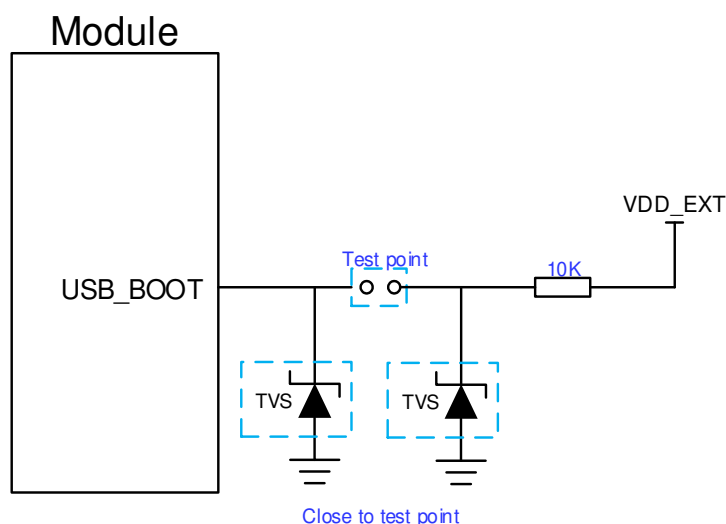 Module
VDD_EXT
Test point
10K
USB_BOOT
TVS
TVS
Close to test point